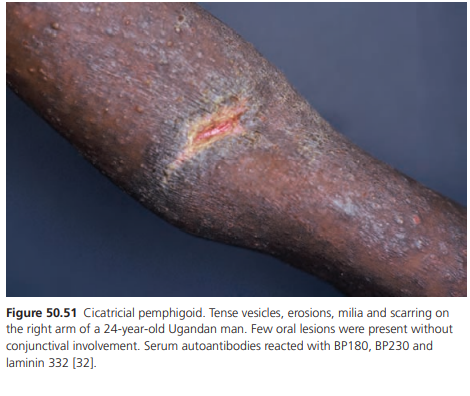 Figure 50.51 Cicatricial pemphigoid. Tense vesicles, erosions, milia and scarring on
the right arm of a 24-year-old Ugandan man. Few oral lesions were present without
conjunctival involvement. Serum autoantibodies reacted with BP180, BP230 and
laminin 332 [32].